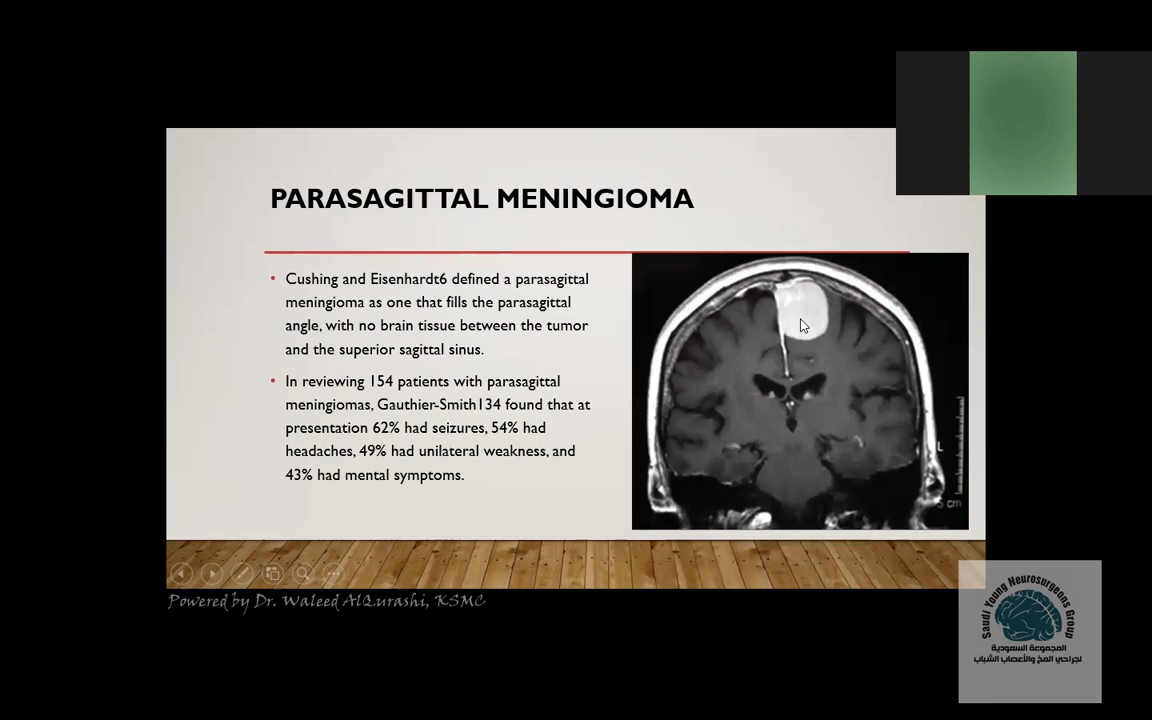 PARASAGITTAL MENINGIOMA
• Cushing and Eisenhardt6 defined a parasagittal
meningioma as one that fills the parasagittal
angle, with no brain tissue between the tumor
and the superior sagittal sinus.
• In reviewing 154 patients with parasagittal
meningiomas, Gauthier-Smith134 found that at
presentation 62% had seizures, 54% had
headaches, 49% had unilateral weakness, and
43% had mental symptoms.
L
5 cm
Powered by Dr. Waleed AlQurashi, KSMC
Saudi Young Neurosurgeons Group
المجموعة السعودية
لجراحي المخ والأعصاب الشباب